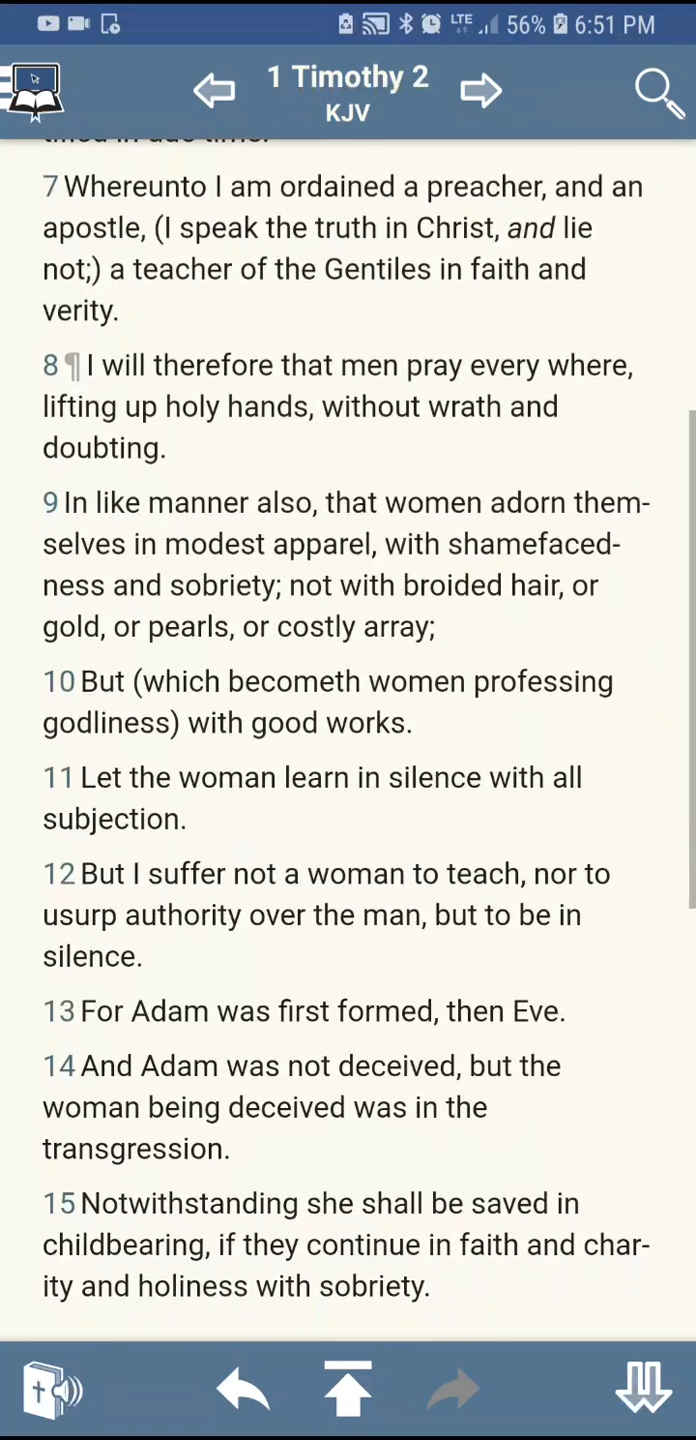 LTE 56% 6:51 PM
1 Timothy 2
KJV
7 Whereunto I am ordained a preacher, and an
apostle, (I speak the truth in Christ, and lie
not;) a teacher of the Gentiles in faith and
verity.
8 ¶ I will therefore that men pray every where,
lifting up holy hands, without wrath and
doubting.
9 In like manner also, that women adorn them-
selves in modest apparel, with shamefaced-
ness and sobriety; not with broided hair, or
gold, or pearls, or costly array;
10 But (which becometh women professing
godliness) with good works.
11 Let the woman learn in silence with all
subjection.
12 But I suffer not a woman to teach, nor to
usurp authority over the man, but to be in
silence.
13 For Adam was first formed, then Eve.
14 And Adam was not deceived, but the
woman being deceived was in the
transgression.
15 Notwithstanding she shall be saved in
childbearing, if they continue in faith and char-
ity and holiness with sobriety.